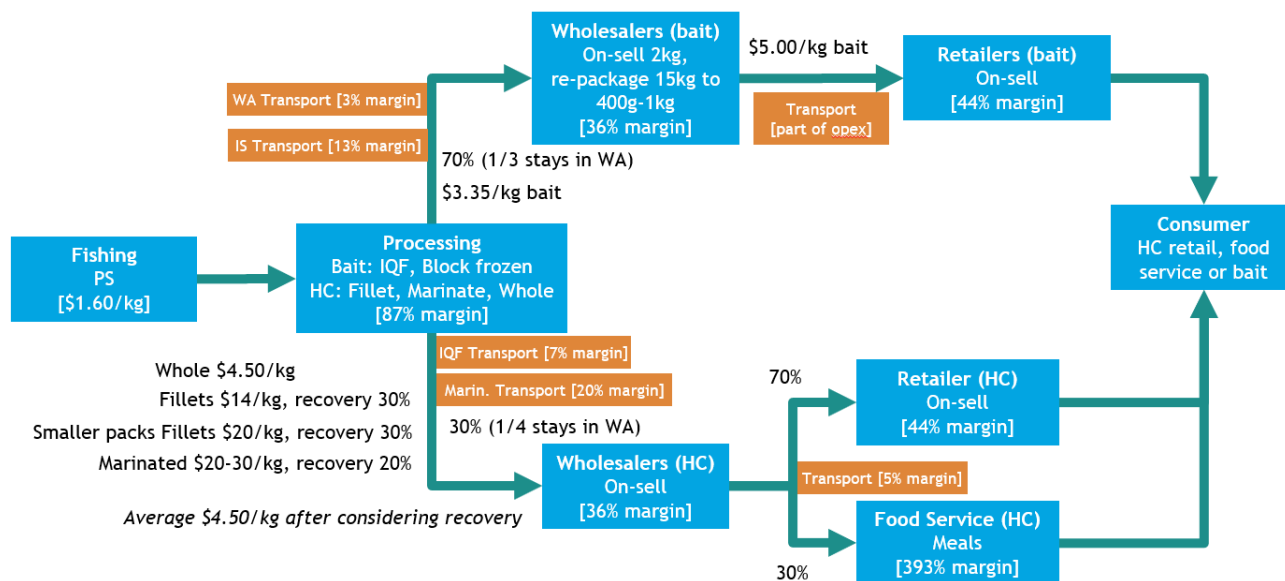 Wholesalers (bait)
On-sell 2kg,
re-package 15kg to
400g-1kg
[36% margin]
$5.00/kg bait
Transport
[part of opex]
Retailers (bait)
On-sell
[44% margin]
WA Transport [3% margin]
IS Transport [13% margin]
70% (1/3 stays in WA)
$3.35/kg bait
Fishing
PS
[$1.60/kg]
Processing
Bait: IQF, Block frozen
HC: Fillet, Marinate, Whole
[87% margin]
Consumer
HC retail, food
service or bait
IQF Transport [7% margin]
Marin. Transport [20% margin]
30% (1/4 stays in WA)
Whole $4.50/kg
Fillets $14/kg, recovery 30%
Smaller packs Fillets $20/kg, recovery 30%
Marinated $20-30/kg, recovery 20%
Average $4.50/kg after considering recovery
Wholesalers (HC)
On-sell
[36% margin]
70%
Retailer (HC)
On-sell
[44% margin]
Transport [5% margin]
30%
Food Service (HC)
Meals
[393% margin]